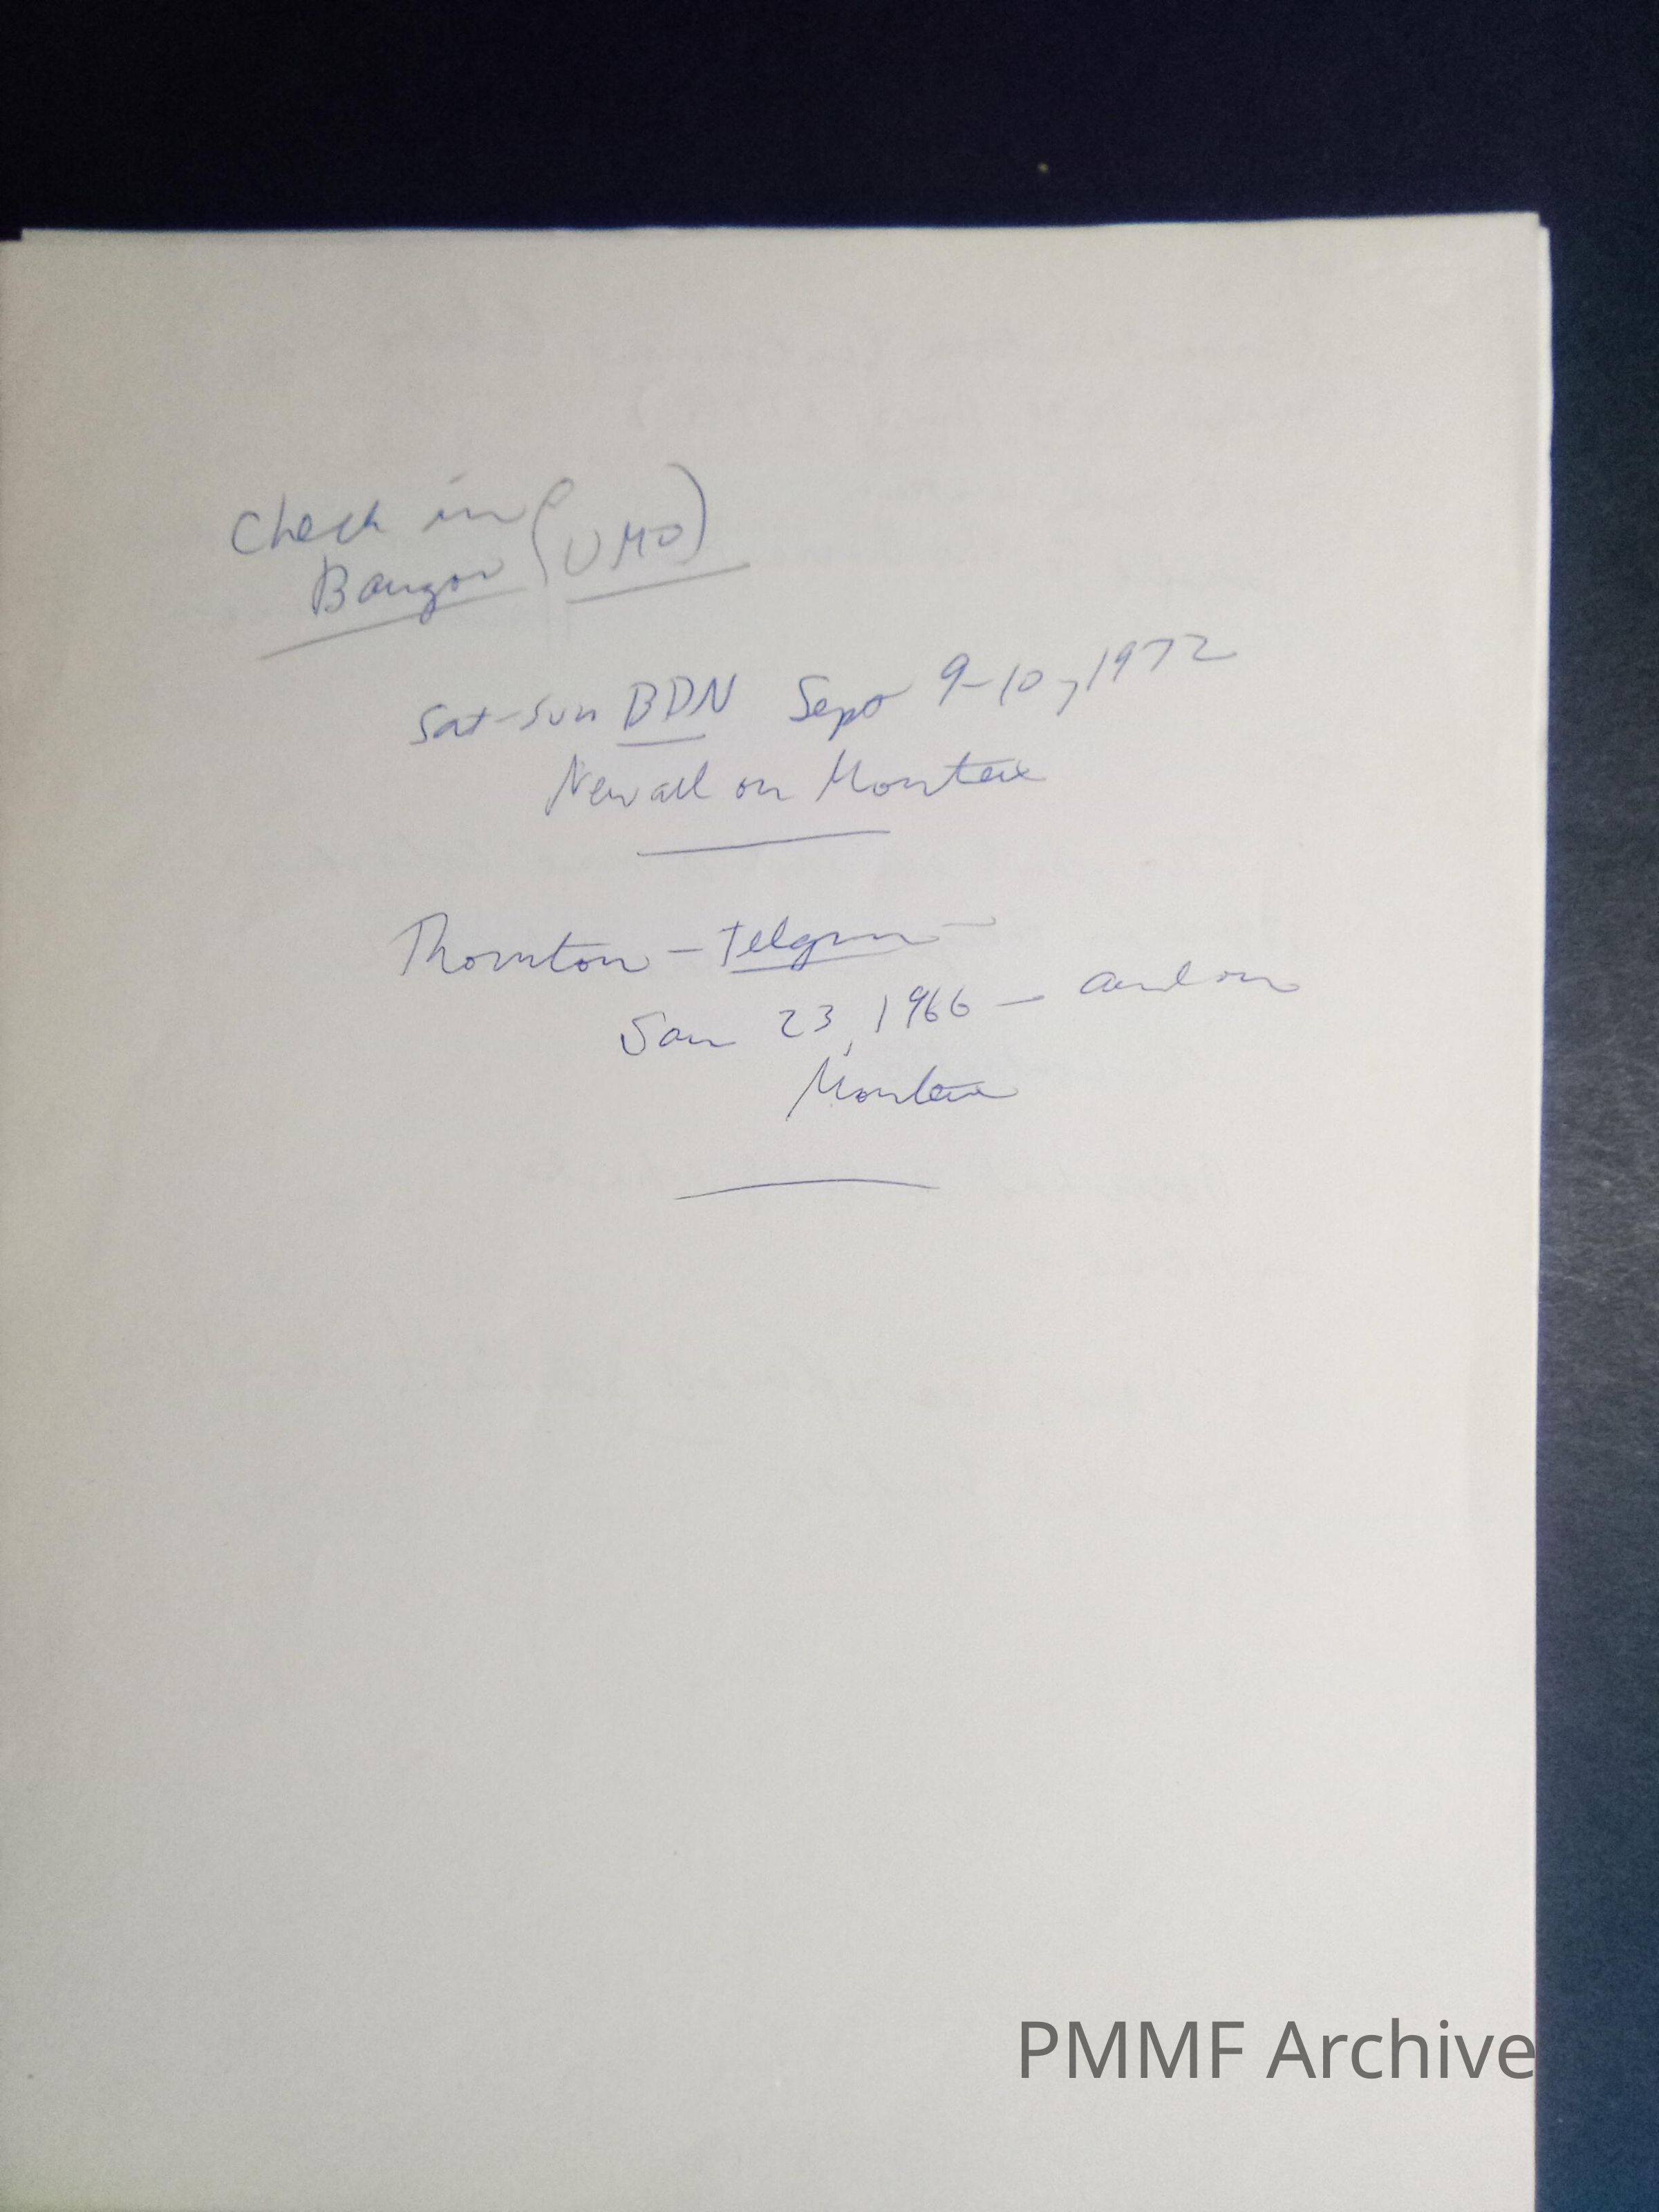 Check in (UMO)
Bangor
Sat-Sun BDN Sept 9-10, 1972
Newall on Monteux
Thornton - Telgrm
Jan 23, 1966 - and on
Monteux
PMMF Archive